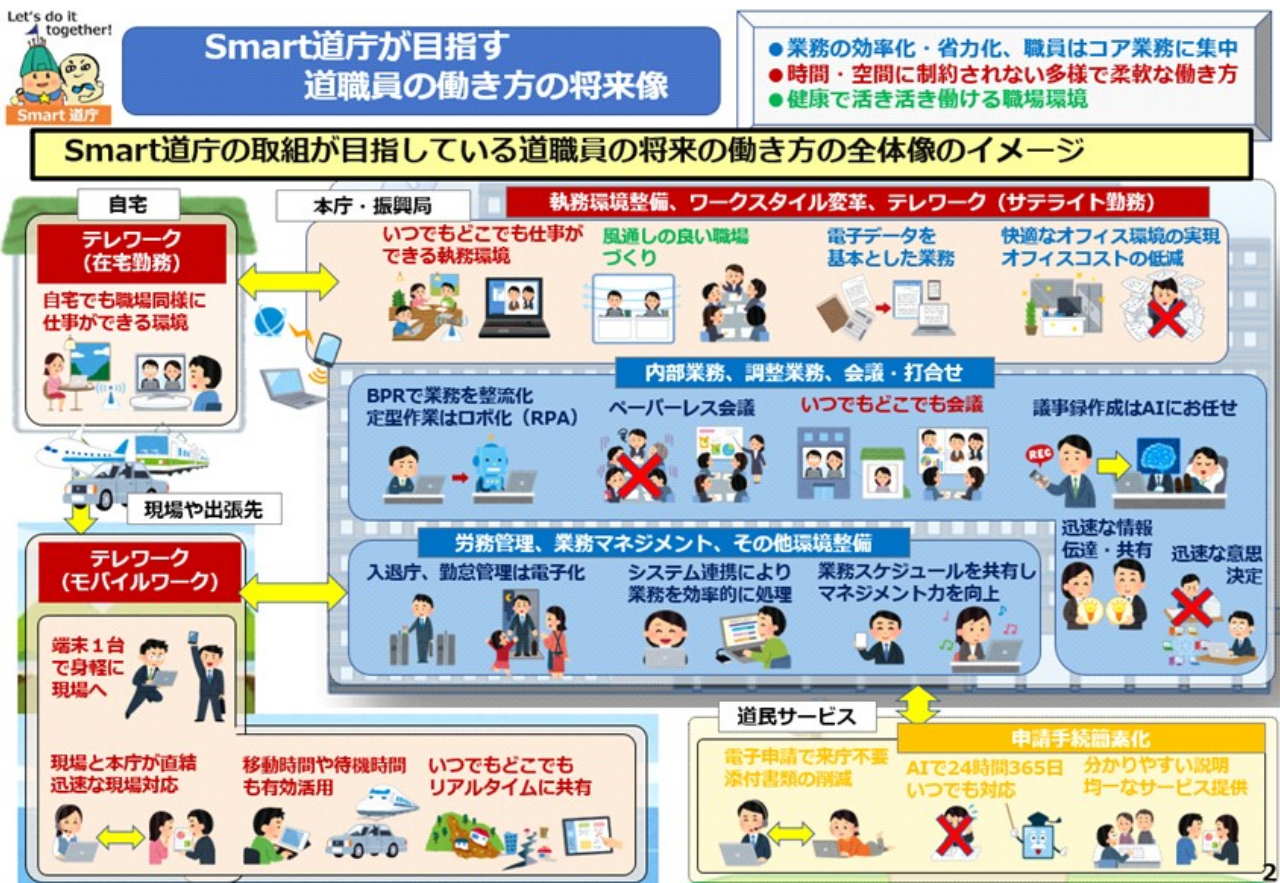 Let's do it
together!
Smart 道庁
Smart道庁が目指す
道職員の働き方の将来像
●業務の効率化・省力化、職員はコア業務に集中
●時間・空間に制約されない多様で柔軟な働き方
●健康で活き活き働ける職場環境
Smart道庁の取組が目指している道職員の将来の働き方の全体像のイメージ
自宅
テレワーク
(在宅勤務)
自宅でも職場同様に
仕事ができる環境
本庁・振興局
執務環境整備、ワークスタイル変革、テレワーク（サテライト勤務）
いつでもどこでも仕事が
できる執務環境
風通しの良い職場
づくり
電子データを
基本とした業務
快適なオフィス環境の実現
オフィスコストの低減
内部業務、調整業務、会議・打合せ
BPRで業務を整流化
定型作業はロボ化（RPA）
ペーパーレス会議
いつでもどこでも会議
議事録作成はAIにお任せ
REC
迅速な情報
伝達・共有
迅速な意思
決定
労務管理、業務マネジメント、その他環境整備
入退庁、勤怠管理は電子化
システム連携により
業務を効率的に処理
業務スケジュールを共有し
マネジメント力を向上
現場や出張先
テレワーク
(モバイルワーク)
端末１台
で身軽に
現場へ
現場と本庁が直結
迅速な現場対応
移動時間や待機時間
も有効活用
いつでもどこでも
リアルタイムに共有
道民サービス
申請手続簡素化
電子申請で来庁不要
添付書類の削減
AIで24時間365日
いつでも対応
分かりやすい説明
均一なサービス提供
2